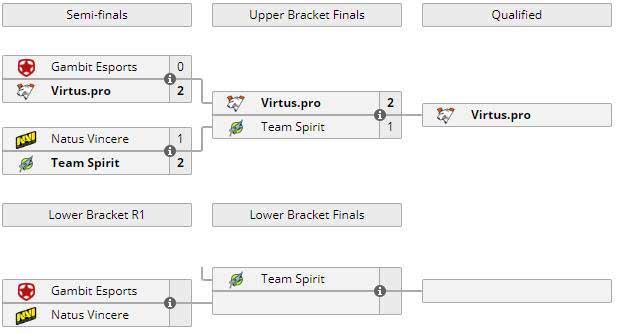 Semi-finals
Upper Bracket Finals
Qualified
Gambit Esports 0
Virtus.pro 2
Natus Vincere 1
Team Spirit 2
Virtus.pro 2
Team Spirit 1
Virtus.pro
Lower Bracket R1
Lower Bracket Finals
Gambit Esports
Natus Vincere
Team Spirit